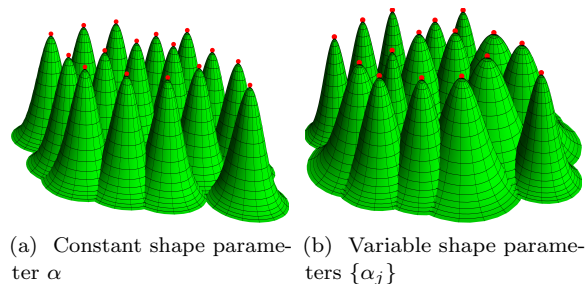 (a) Constant shape parame-
ter α
(b) Variable shape parame-
ters {αj}